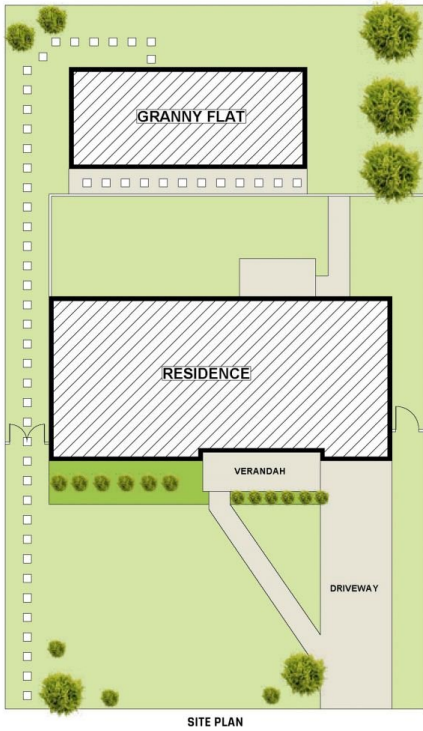 GRANNY FLAT
RESIDENCE
VERANDAH
DRIVEWAY
SITE PLAN